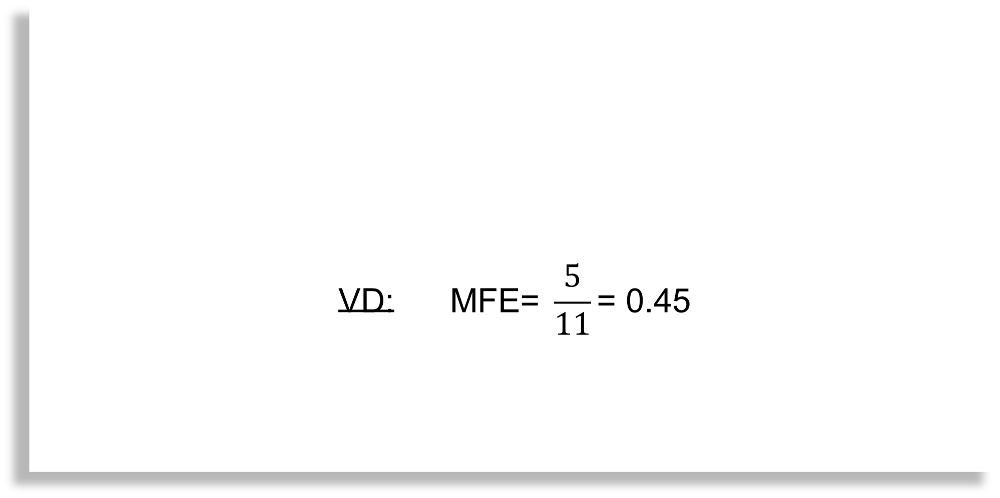 VD: MFE= 5/11 = 0.45